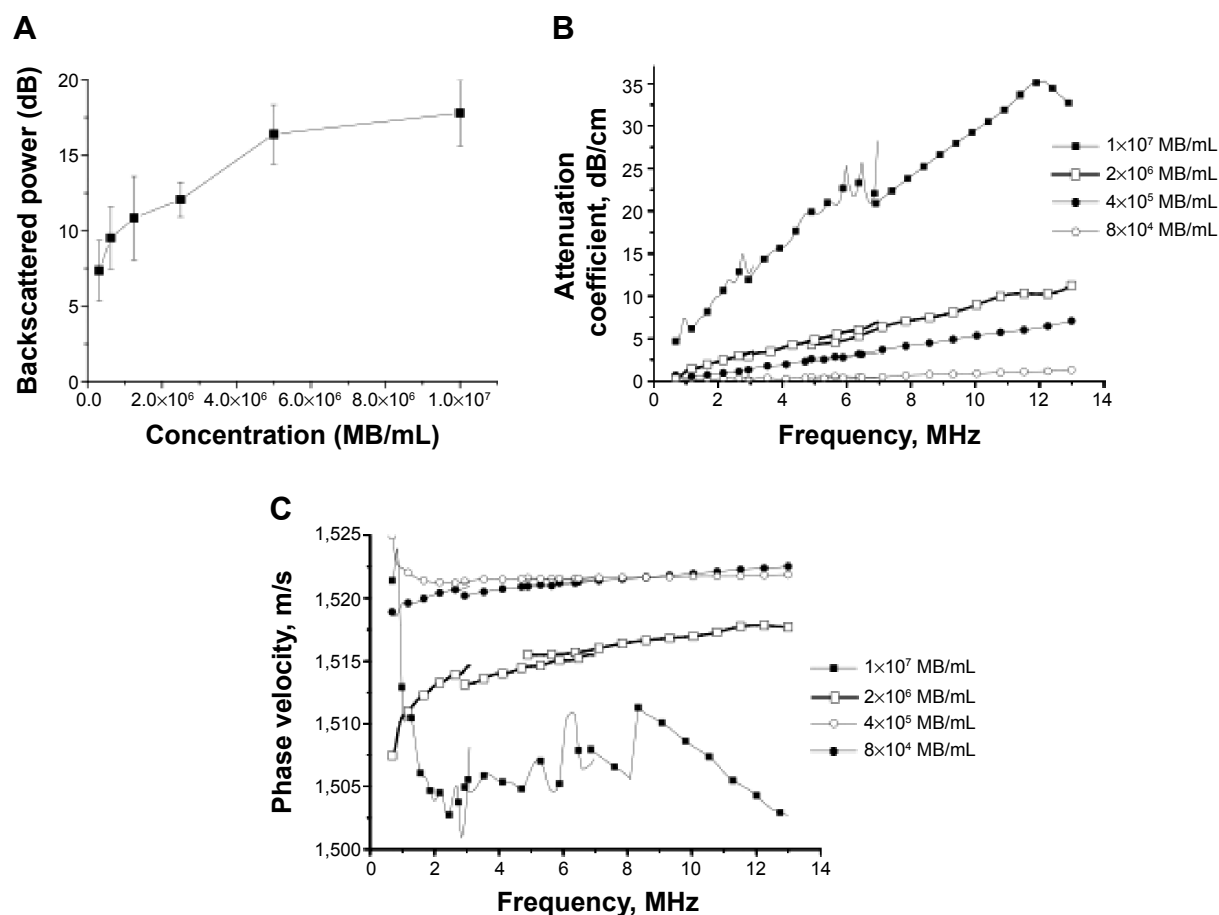 A
Backscattered power (dB)
20
15
10
5
0
0.0
2.0×10⁶
4.0×10⁶
6.0×10⁶
8.0×10⁶
1.0×10⁷
Concentration (MB/mL)
B
Attenuation
coefficient, dB/cm
35
30
25
20
15
10
5
0
0
2
4
6
8
10
12
14
Frequency, MHz
1×10⁷ MB/mL
2×10⁶ MB/mL
4×10⁵ MB/mL
8×10⁴ MB/mL
C
Phase velocity, m/s
1,525
1,520
1,515
1,510
1,505
1,500
0
2
4
6
8
10
12
14
Frequency, MHz
1×10⁷ MB/mL
2×10⁶ MB/mL
4×10⁵ MB/mL
8×10⁴ MB/mL